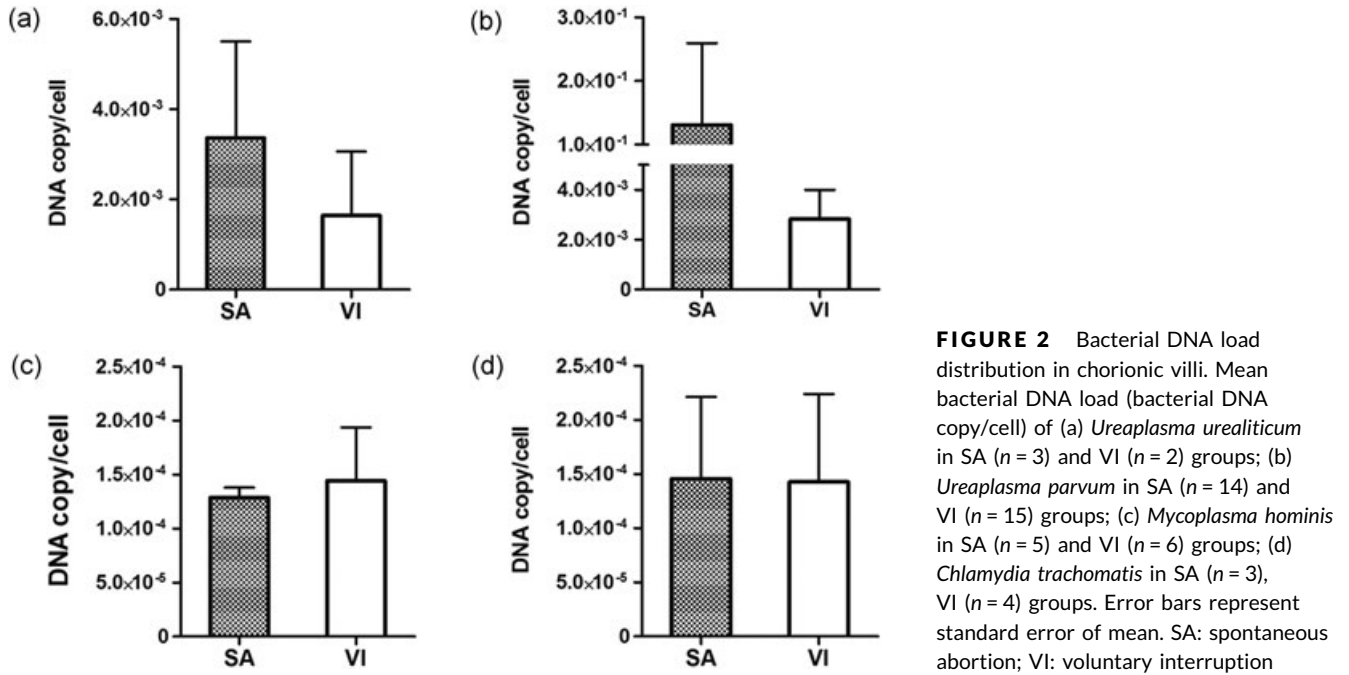 (a)
DNA copy/cell
6.0×10⁻³
4.0×10⁻³
2.0×10⁻³
0
SA VI
(b)
DNA copy/cell
3.0×10⁻¹
2.0×10⁻¹
1.0×10⁻¹
4.0×10⁻³
2.0×10⁻³
0
SA VI
(c)
DNA copy/cell
2.5×10⁻⁴
2.0×10⁻⁴
1.5×10⁻⁴
1.0×10⁻⁴
5.0×10⁻⁵
0
SA VI
(d)
DNA copy/cell
2.5×10⁻⁴
2.0×10⁻⁴
1.5×10⁻⁴
1.0×10⁻⁴
5.0×10⁻⁵
0
SA VI
FIGURE 2 Bacterial DNA load
distribution in chorionic villi. Mean
bacterial DNA load (bacterial DNA
copy/cell) of (a) Ureaplasma urealiticum
in SA (n = 3) and VI (n = 2) groups; (b)
Ureaplasma parvum in SA (n = 14) and
VI (n = 15) groups; (c) Mycoplasma hominis
in SA (n = 5) and VI (n = 6) groups; (d)
Chlamydia trachomatis in SA (n = 3),
VI (n = 4) groups. Error bars represent
standard error of mean. SA: spontaneous
abortion; VI: voluntary interruption